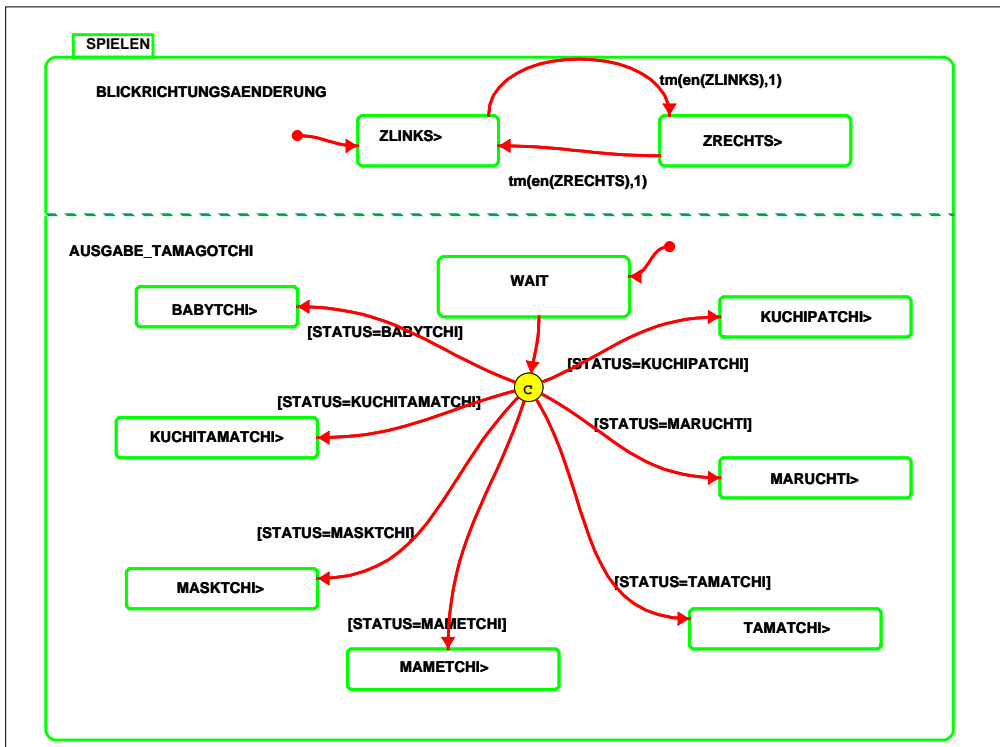 SPIELEN
BLICKRICHTUNGSAENDERUNG
tm(en(ZLINKS),1)
ZLINKS>
ZRECHTS>
tm(en(ZRECHTS),1)
AUSGABE_TAMAGOTCHI
WAIT
BABYTCHI>
KUCHIPATCHI>
[STATUS=BABYTCHI]
[STATUS=KUCHIPATCHI]
C
[STATUS=KUCHITAMATCHI]
[STATUS=MARUCHTI]
KUCHITAMATCHI>
MARUCHTI>
[STATUS=MASKTCHI]
[STATUS=TAMATCHI]
MASKTCHI>
[STATUS=MAMETCHI]
TAMATCHI>
MAMETCHI>